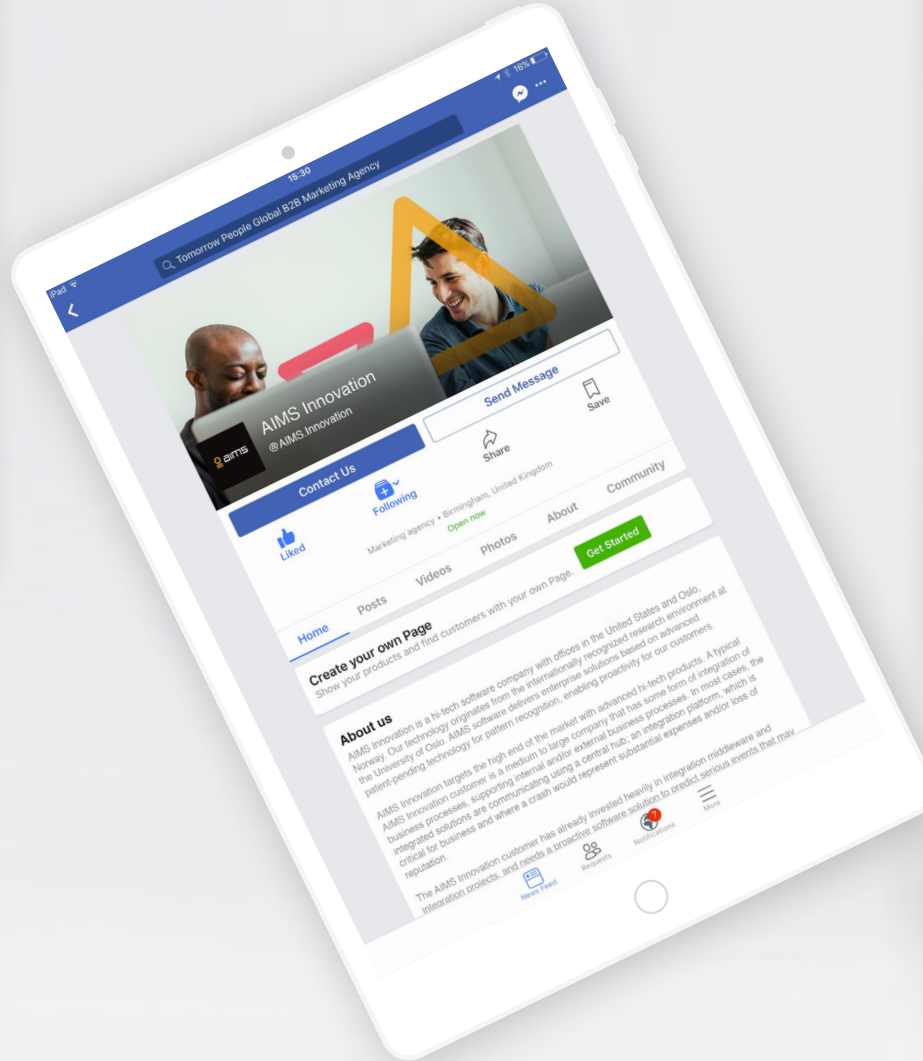 iPad
15:30
16%
Tomorrow People Global B2B Marketing Agency
aims
AIMS Innovation
@AIMS.Innovation
Contact Us
Send Message
Liked
Following
Share
Save
Marketing agency • Birmingham, United Kingdom
Open now
Home
Posts
Videos
Photos
About
Community
Create your own Page
Show your products and find customers with your own Page.
Get Started
About us
AIMS Innovation is a hi-tech software company with offices in the United States and Oslo,
Norway. Our technology originates from the internationally recognized research environment at
the University of Oslo. AIMS software delivers enterprise solutions based on advanced
patent-pending technology for pattern recognition, enabling proactivity for our customers.
AIMS Innovation targets the high end of the market with advanced hi-tech products. A typical
AIMS Innovation customer is a medium to large company that has some form of integration of
business processes, supporting internal and/or external business processes. In most cases, the
integrated solutions are communicating using a central hub; an integration platform, which is
critical for business and where a crash would represent substantial expenses and/or loss of
reputation.
The AIMS Innovation customer has already invested heavily in integration middleware and
integration projects, and needs a proactive software solution to predict serious events that may
News Feed
Requests
7
Notifications
More